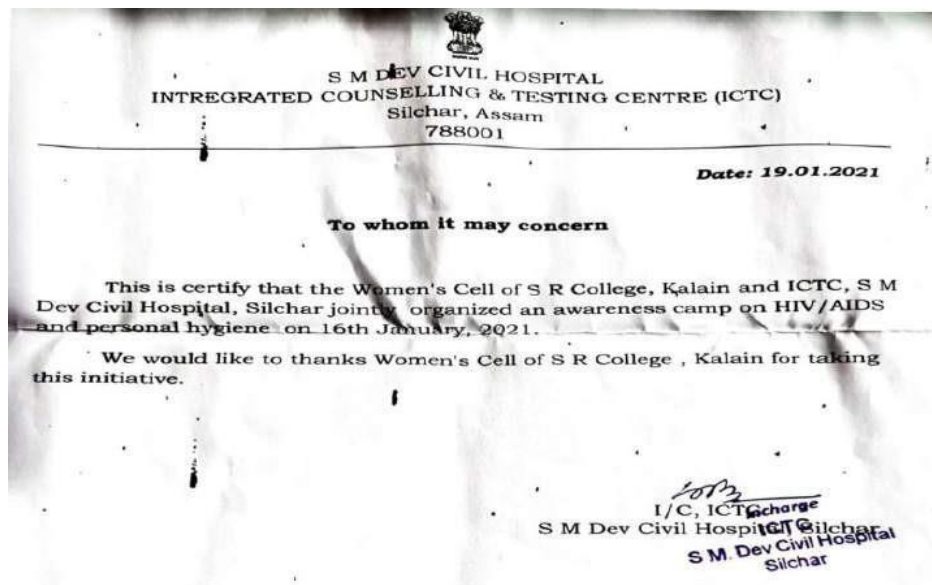 S M DEV CIVIL HOSPITAL
INTREGRATED COUNSELLING & TESTING CENTRE (ICTC)
Silchar, Assam
788001
Date: 19.01.2021
To whom it may concern
This is certify that the Women's Cell of S R College, Kalain and ICTC, S M
Dev Civil Hospital, Silchar jointly organized an awareness camp on HIV/AIDS
and personal hygiene on 16th January, 2021.
We would like to thanks Women's Cell of S R College , Kalain for taking
this initiative.
I/C, ICTC
S M Dev Civil Hospital, Silchar
Incharge
ICTC
S M. Dev Civil Hospital
Silchar